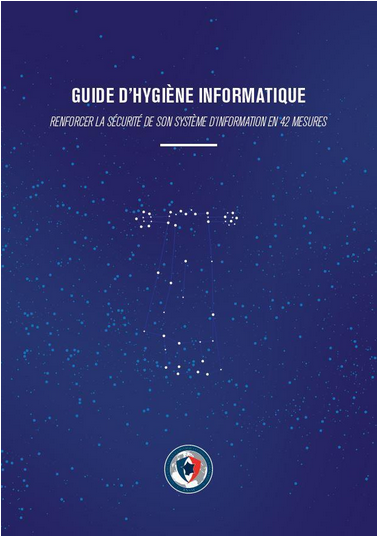 GUIDE D'HYGIÈNE INFORMATIQUE
RENFORCER LA SÉCURITÉ DE SON SYSTÈME D'INFORMATION EN 42 MESURES